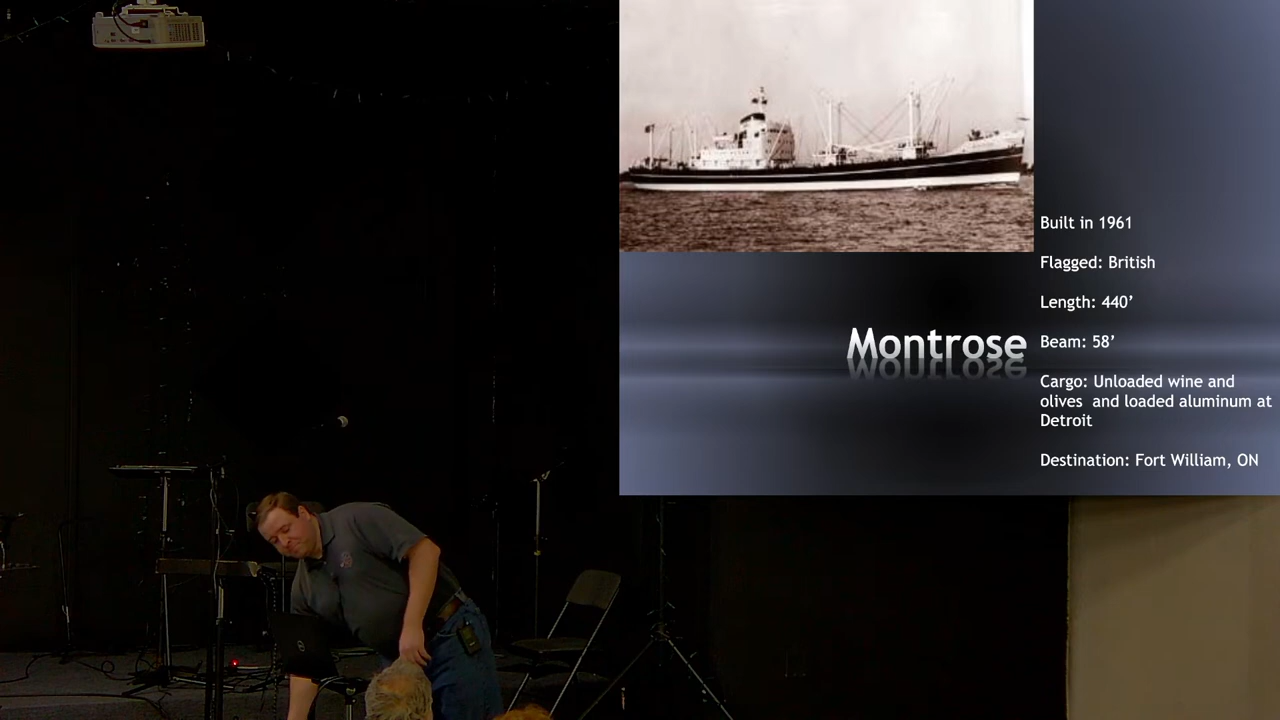 Built in 1961
Flagged: British
Length: 440’
Montrose
Beam: 58’
Cargo: Unloaded wine and
olives  and loaded aluminum at
Detroit
Destination: Fort William, ON